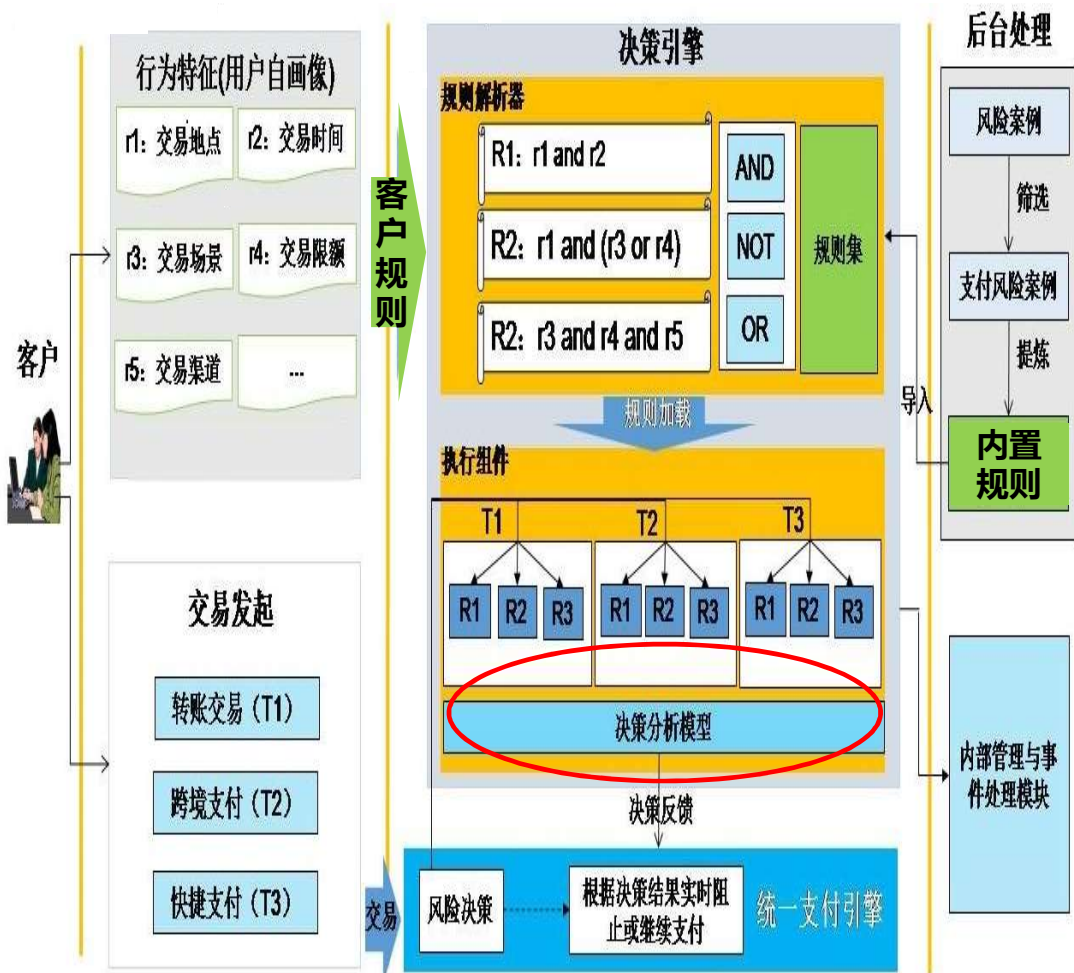 客户
行为特征(用户自画像)
r1：交易地点
r2：交易时间
r3：交易场景
r4：交易限额
r5：交易渠道
...
交易发起
转账交易（T1）
跨境支付（T2）
快捷支付（T3）
客
户
规
则
交易
决策引擎
规则解析器
R1：r1 and r2
R2：r1 and (r3 or r4)
R2：r3 and r4 and r5
AND
NOT
OR
规则集
规则加载
执行组件
T1
T2
T3
R1
R2
R3
R1
R2
R3
R1
R2
R3
决策分析模型
决策反馈
风险决策
根据决策结果实时阻
止或继续支付
统一支付引擎
后台处理
风险案例
筛选
支付风险案例
提炼
导入
内置
规则
内部管理与事
件处理模块